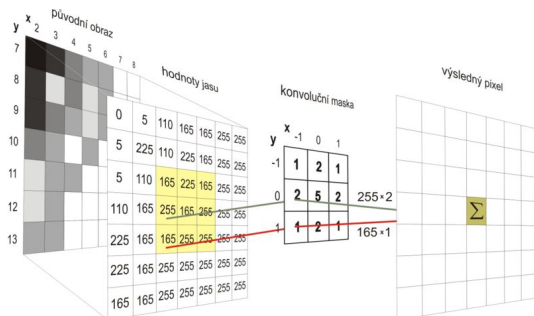 původní obraz
x
2 3 4 5 6 7 8
y
7
8
9
10
11
12
13
hodnoty jasu
0 5 110 165 165 255 255
5 225 110 225 165 255 255
5 110 165 225 165 255 255
110 165 255 165 255 255 255
225 165 165 255 255 255 255
225 165 255 255 255 255 255
165 165 255 255 255 255 255
konvoluční maska
x
-1 0 1
y
-1 1 2 1
0 2 5 2
1 1 2 1
255×2
165×1
výsledný pixel
Σ